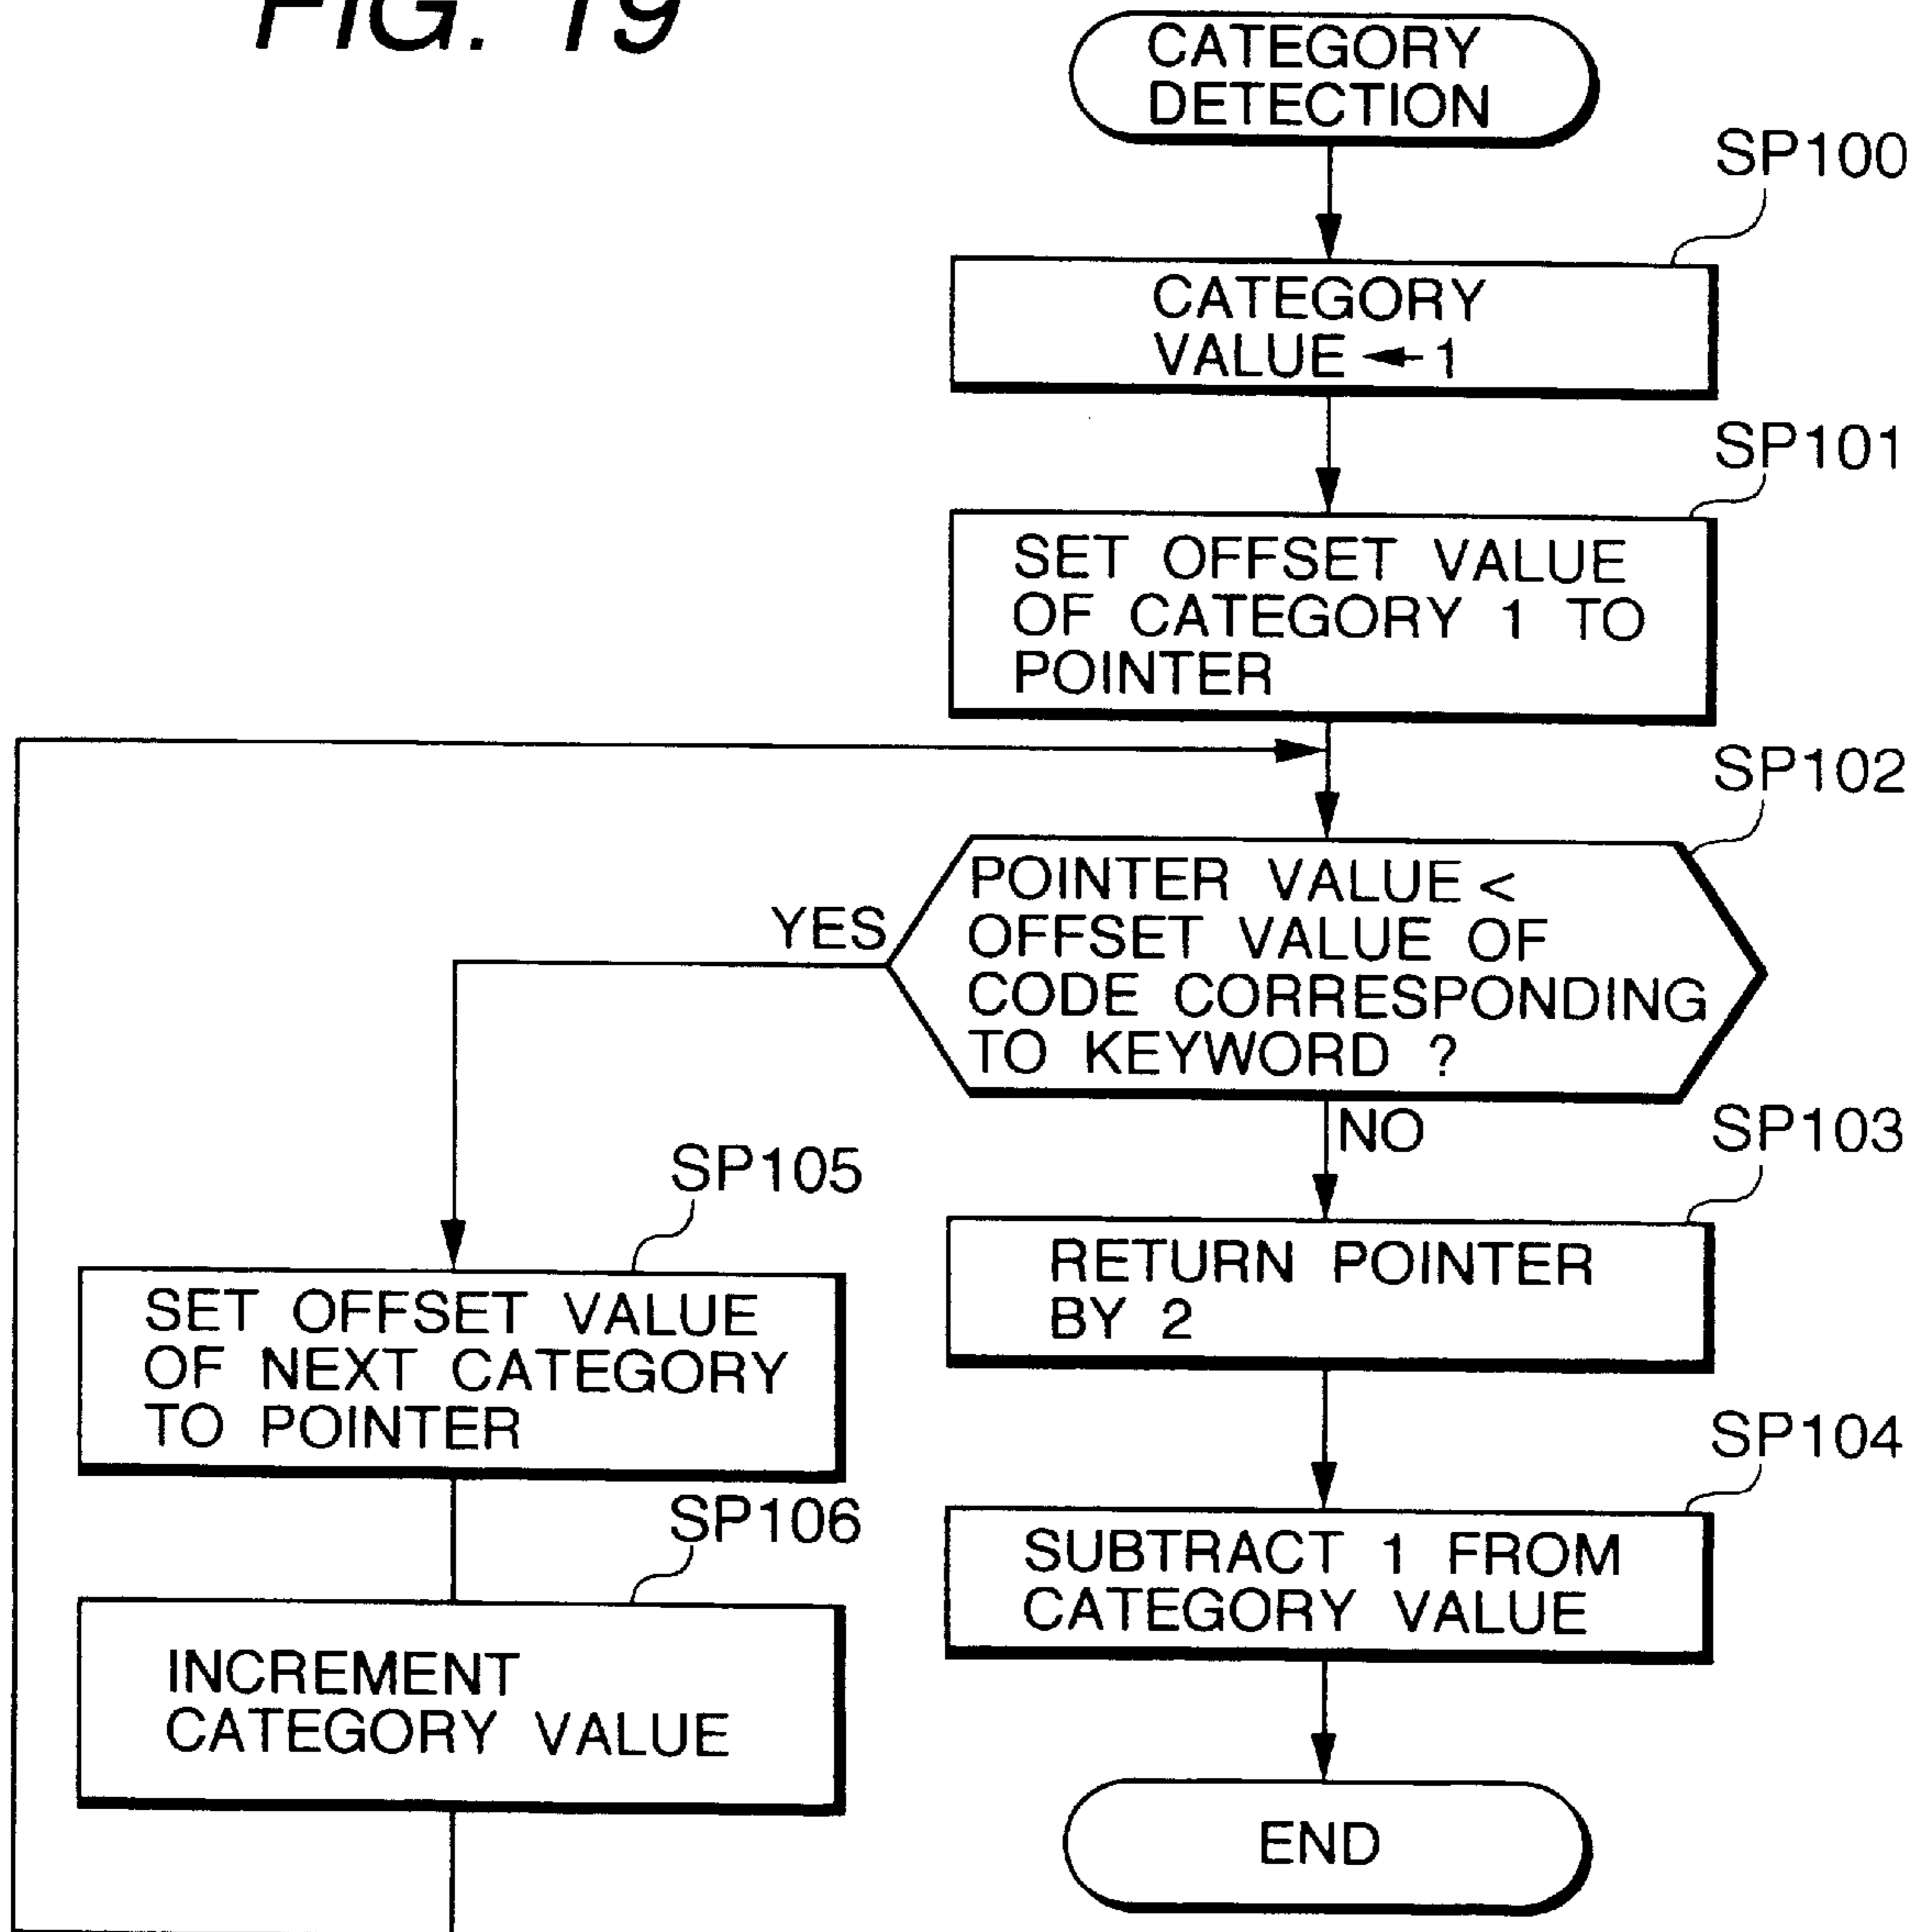 FIG. 19
CATEGORY
DETECTION
SP100
CATEGORY
VALUE ← 1
SP101
SET OFFSET VALUE
OF CATEGORY 1 TO
POINTER
SP102
POINTER VALUE <
OFFSET VALUE OF
CODE CORRESPONDING
TO KEYWORD ?
YES
NO
SP103
RETURN POINTER
BY 2
SP104
SUBTRACT 1 FROM
CATEGORY VALUE
SP105
SET OFFSET VALUE
OF NEXT CATEGORY
TO POINTER
SP106
INCREMENT
CATEGORY VALUE
END